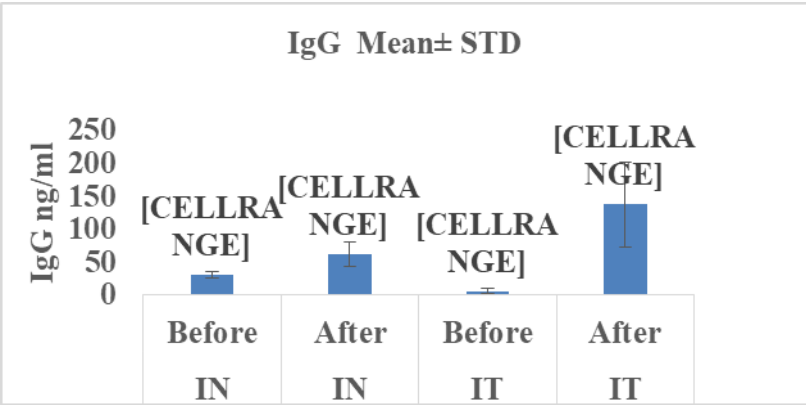 IgG  Mean± STD
IgG ng/ml
250
200
150
100
50
0
[CELLRA
NGE]
[CELLRA
NGE]
[CELLRA
NGE]
[CELLRA
NGE]
Before After Before After
IN IN IT IT